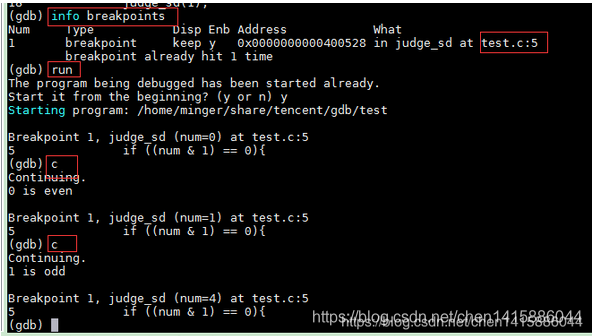 18 judge_sd(1);
(gdb) info breakpoints
Num Type Disp Enb Address What
1 breakpoint keep y 0x0000000000400528 in judge_sd at test.c:5
breakpoint already hit 1 time
(gdb) run
The program being debugged has been started already.
Start it from the beginning? (y or n) y
Starting program: /home/minger/share/tencent/gdb/test
Breakpoint 1, judge_sd (num=0) at test.c:5
5 if ((num & 1) == 0){
(gdb) c
Continuing.
0 is even
Breakpoint 1, judge_sd (num=1) at test.c:5
5 if ((num & 1) == 0){
(gdb) c
Continuing.
1 is odd
Breakpoint 1, judge_sd (num=4) at test.c:5
5 if ((num & 1) == 0){
(gdb)
https://blog.csdn.net/chen1415886044
https://blog.csdn.net/chen1415886044